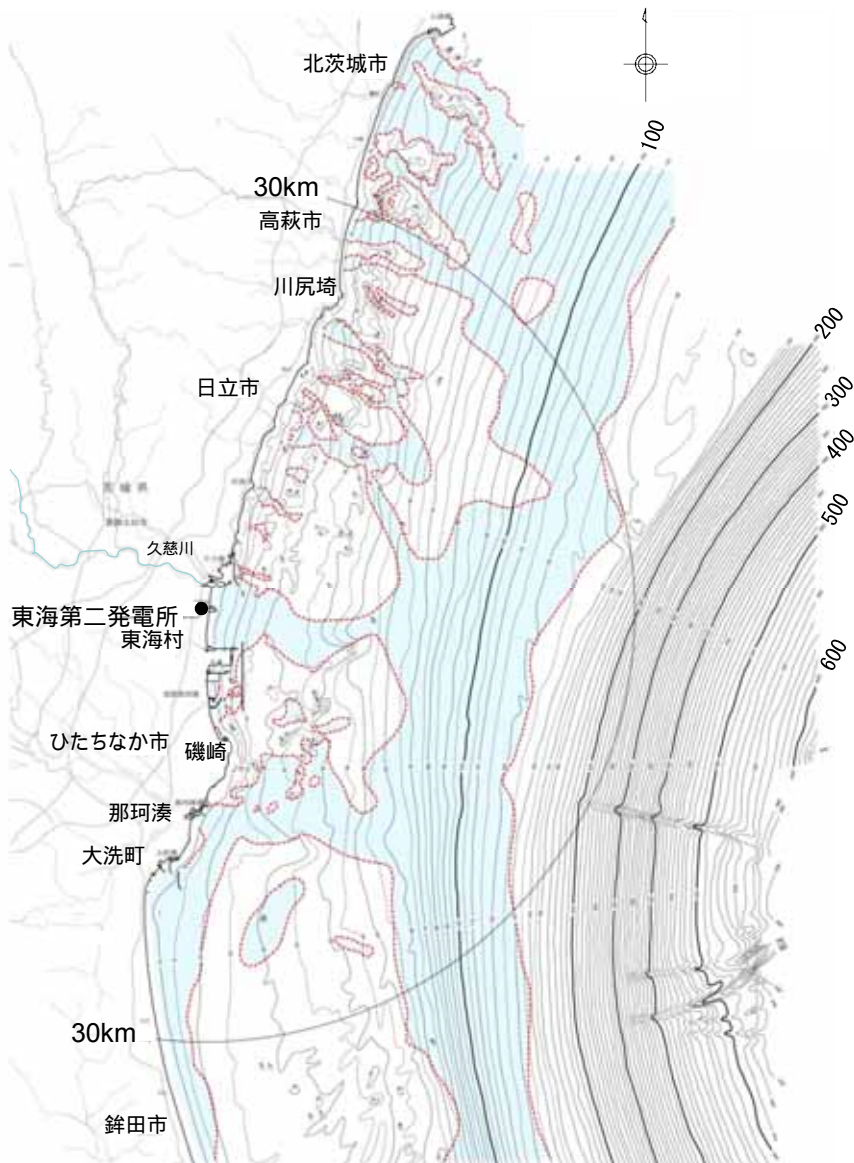 北茨城市
100
30km
高萩市
川尻埼
200
300
日立市
400
500
久慈川
東海第二発電所
東海村
600
ひたちなか市
磯崎
那珂湊
大洗町
30km
鉾田市